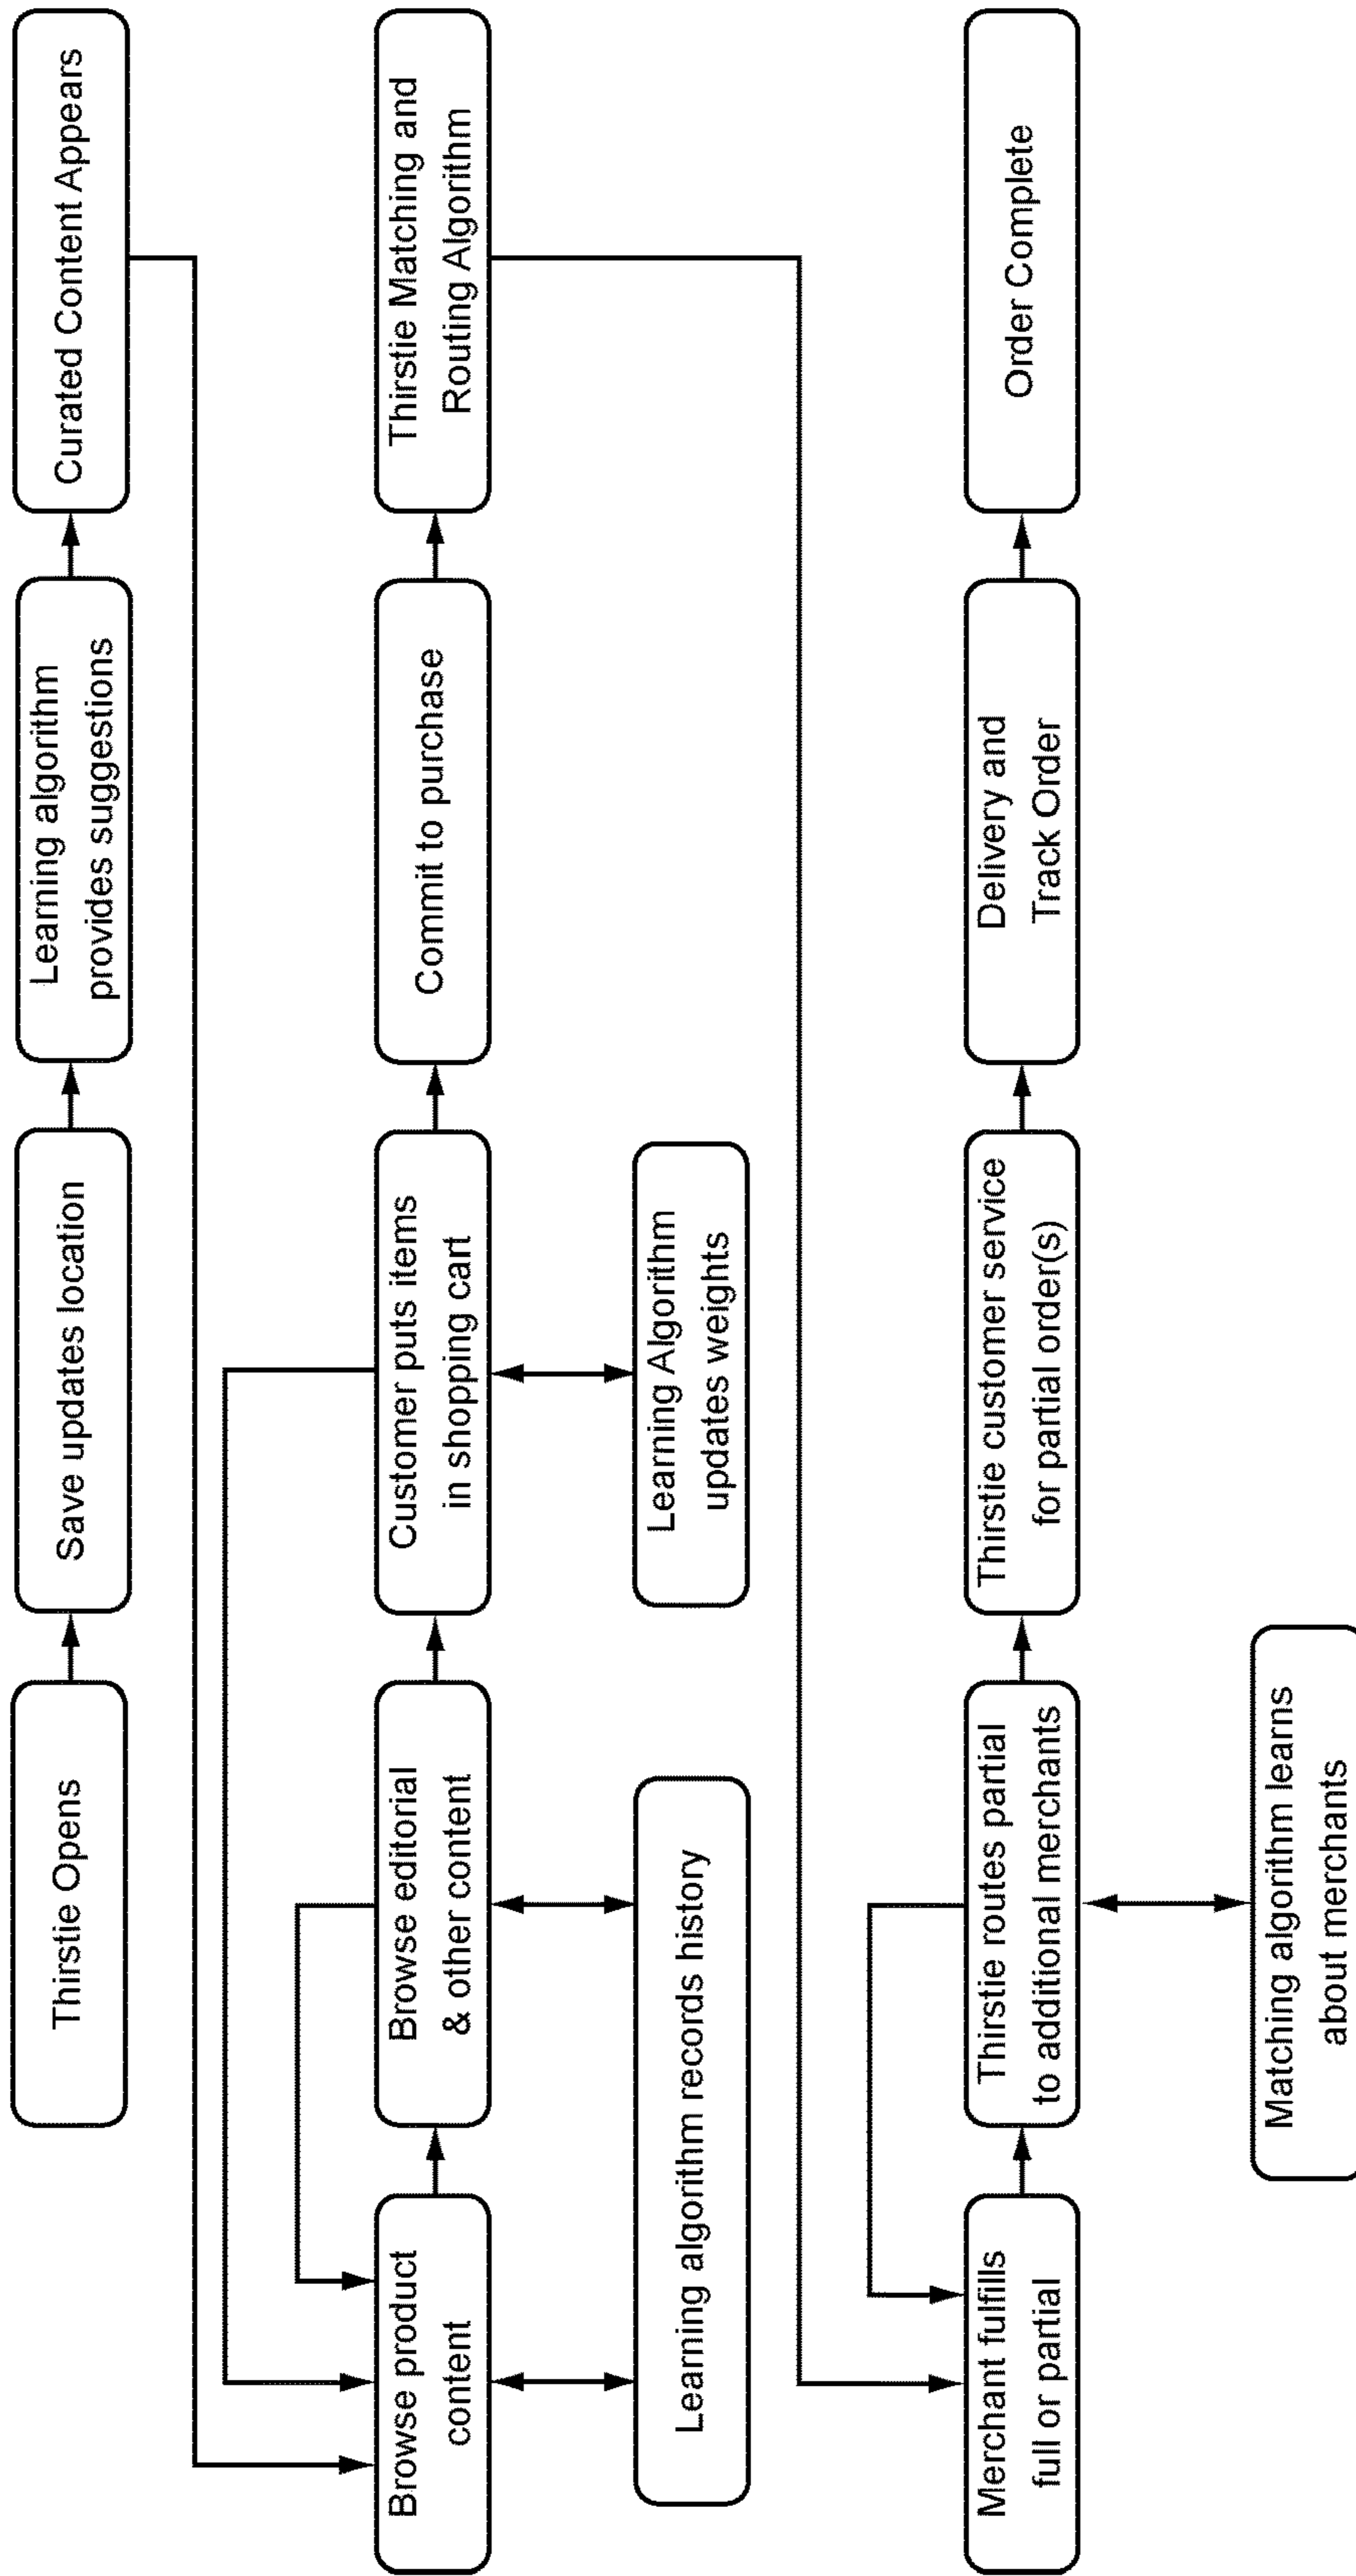 Thirstie Opens
Save updates location
Learning algorithm
provides suggestions
Curated Content Appears
Browse product
content
Browse editorial
& other content
Customer puts items
in shopping cart
Commit to purchase
Thirstie Matching and
Routing Algorithm
Learning algorithm records history
Learning Algorithm
updates weights
Merchant fulfills
full or partial
Thirstie routes partial
to additional merchants
Thirstie customer service
for partial order(s)
Delivery and
Track Order
Order Complete
Matching algorithm learns
about merchants